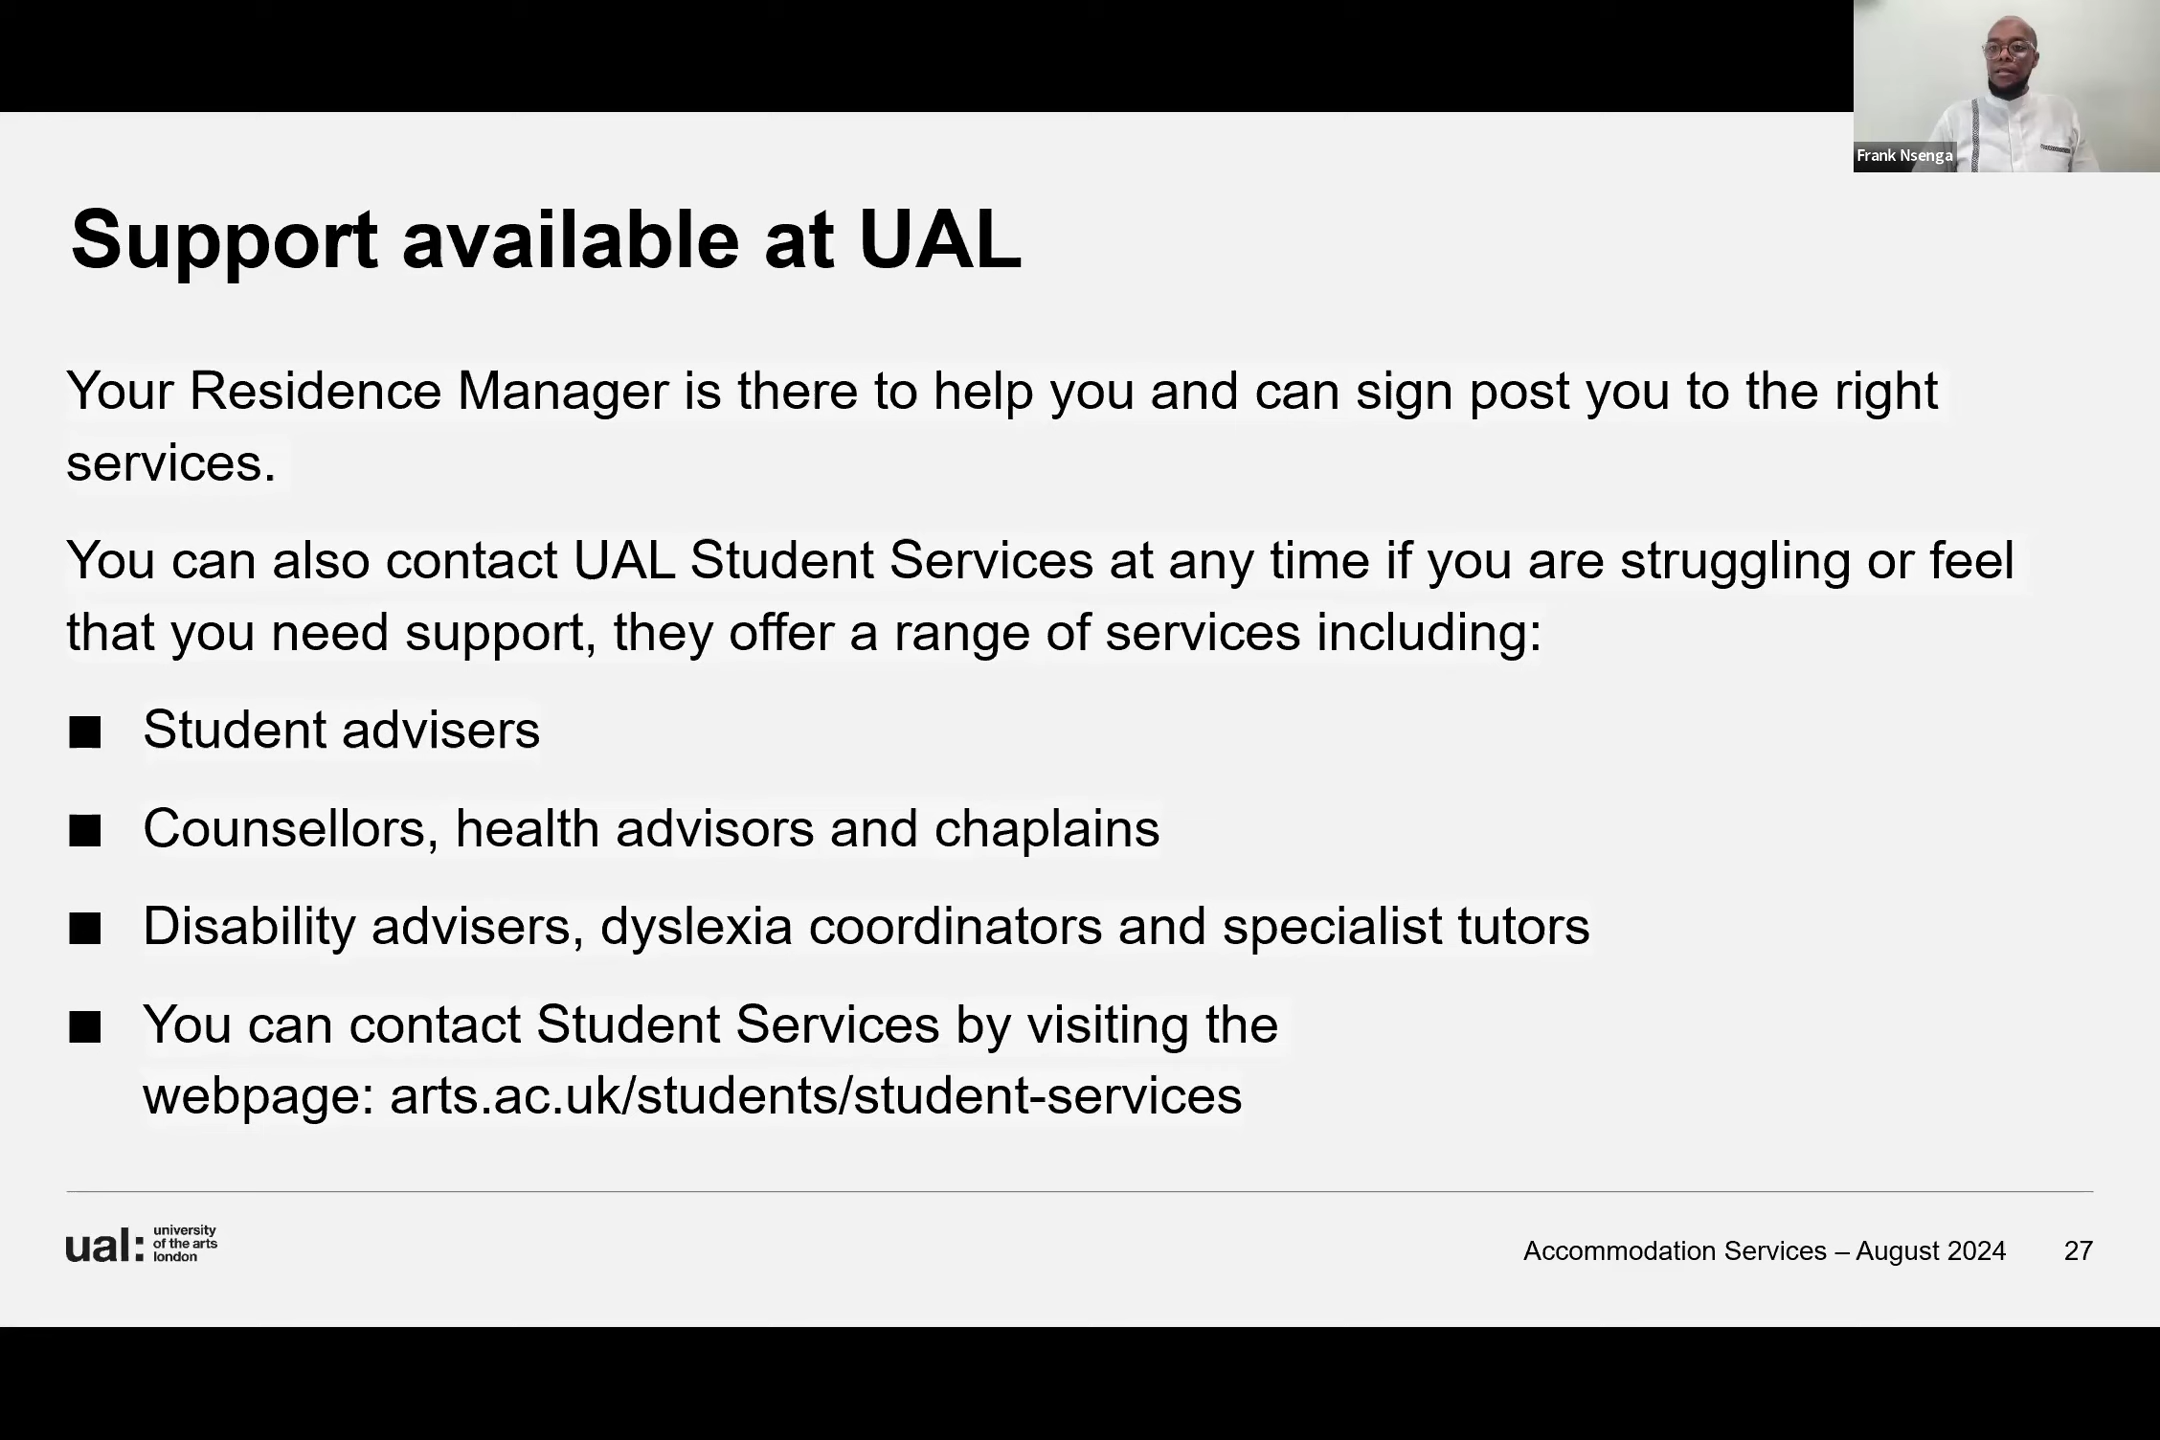 Frank Nsenga
Support available at UAL
Your Residence Manager is there to help you and can sign post you to the right
services.
You can also contact UAL Student Services at any time if you are struggling or feel
that you need support, they offer a range of services including:
■ Student advisers
■ Counsellors, health advisors and chaplains
■ Disability advisers, dyslexia coordinators and specialist tutors
■ You can contact Student Services by visiting the
webpage: arts.ac.uk/students/student-services
ual: university
of the arts
london
Accommodation Services – August 2024 27